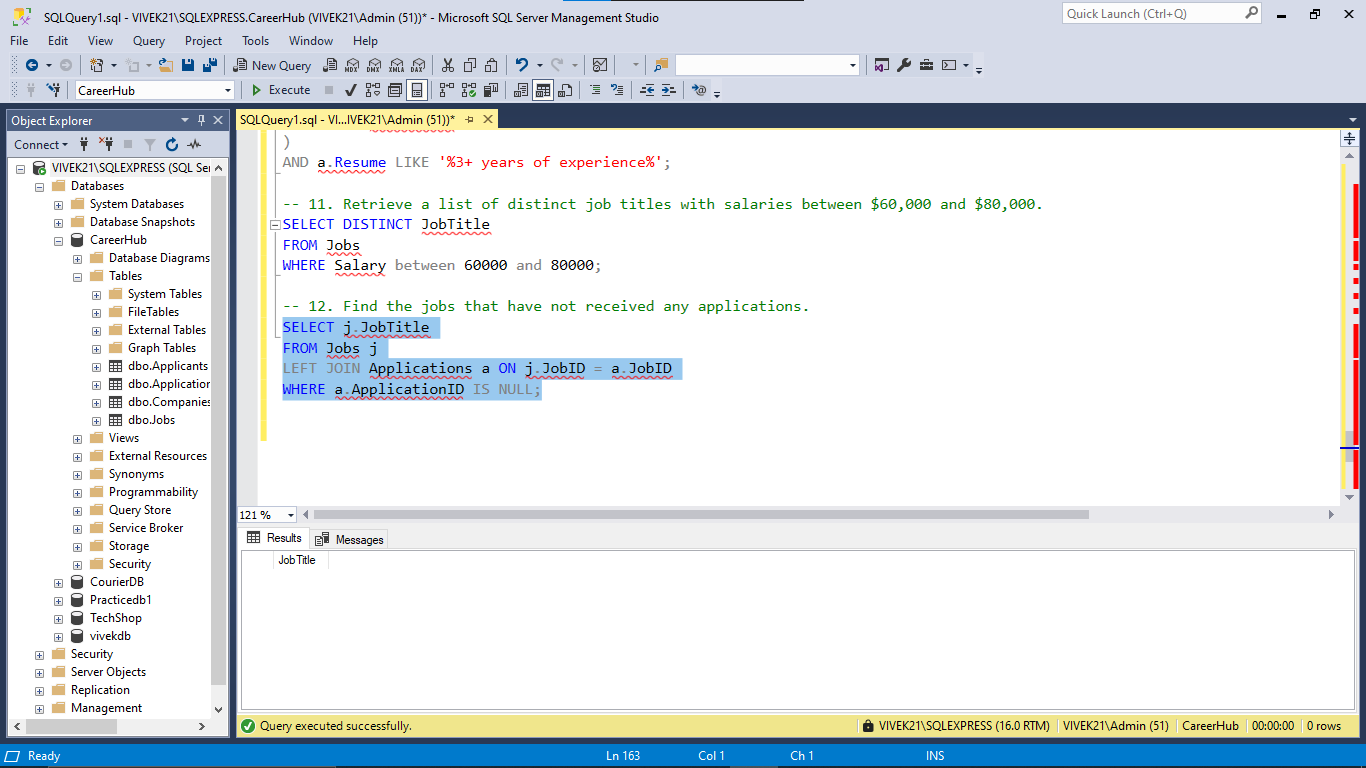 SQLQuery1.sql - VIVEK21\SQLEXPRESS.CareerHub (VIVEK21\Admin (51))* - Microsoft SQL Server Management Studio
Quick Launch (Ctrl+Q)
File Edit View Query Project Tools Window Help
New Query
MDX DMX XMLA DAX
CareerHub
Execute
Object Explorer
SQLQuery1.sql - VI...IVEK21\Admin (51))*
Connect
VIVEK21\SQLEXPRESS (SQL Ser
Databases
System Databases
Database Snapshots
CareerHub
Database Diagrams
Tables
System Tables
FileTables
External Tables
Graph Tables
dbo.Applicants
dbo.Application
dbo.Companies
dbo.Jobs
Views
External Resources
Synonyms
Programmability
Query Store
Service Broker
Storage
Security
CourierDB
Practicedb1
TechShop
vivekdb
Security
Server Objects
Replication
Management
)
AND a.Resume LIKE '%3+ years of experience%';
-- 11. Retrieve a list of distinct job titles with salaries between $60,000 and $80,000.
SELECT DISTINCT JobTitle
FROM Jobs
WHERE Salary between 60000 and 80000;
-- 12. Find the jobs that have not received any applications.
SELECT j.JobTitle
FROM Jobs j
LEFT JOIN Applications a ON j.JobID = a.JobID
WHERE a.ApplicationID IS NULL;
121 %
Results Messages
JobTitle
Query executed successfully.
VIVEK21\SQLEXPRESS (16.0 RTM) VIVEK21\Admin (51) CareerHub 00:00:00 0 rows
Ready Ln 163 Col 1 Ch 1 INS